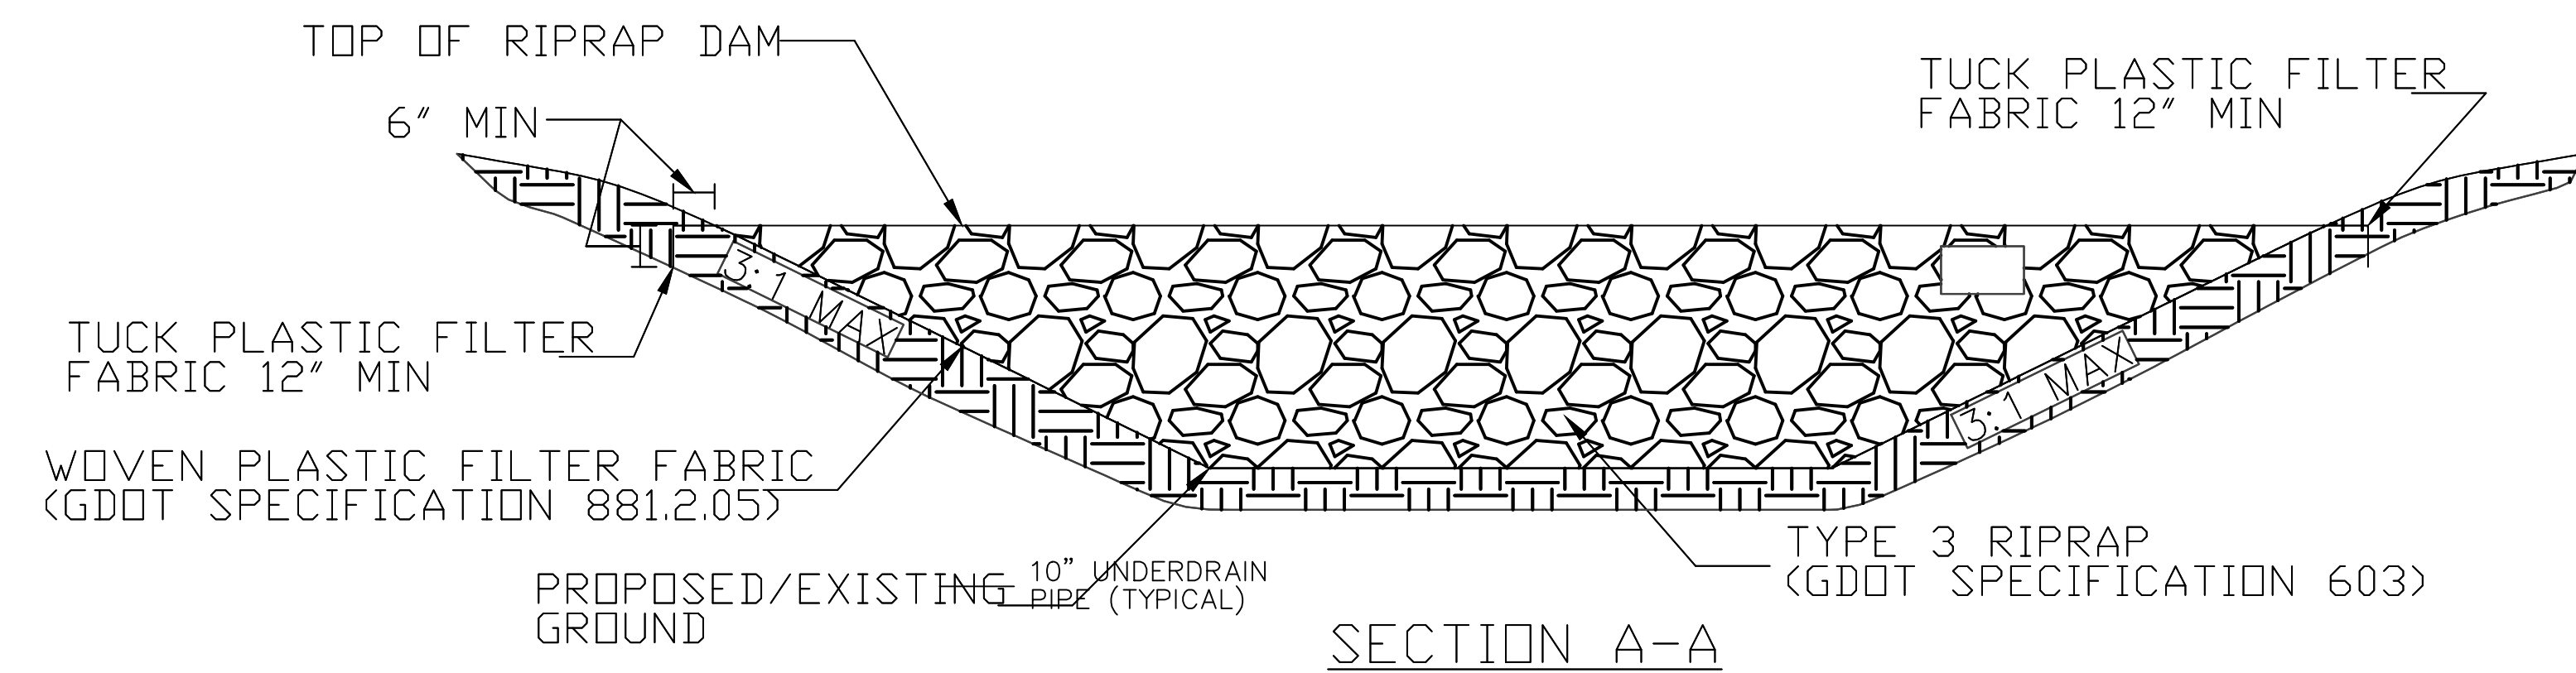 TOP OF RIPRAP DAM
6" MIN
TUCK PLASTIC FILTER
FABRIC 12" MIN
3:1 MAX
TUCK PLASTIC FILTER
FABRIC 12" MIN
WOVEN PLASTIC FILTER FABRIC
(GDOT SPECIFICATION 881.2.05)
3:1 MAX
PROPOSED/EXISTING
GROUND
10" UNDERDRAIN
PIPE (TYPICAL)
TYPE 3 RIPRAP
(GDOT SPECIFICATION 603)
SECTION A-A